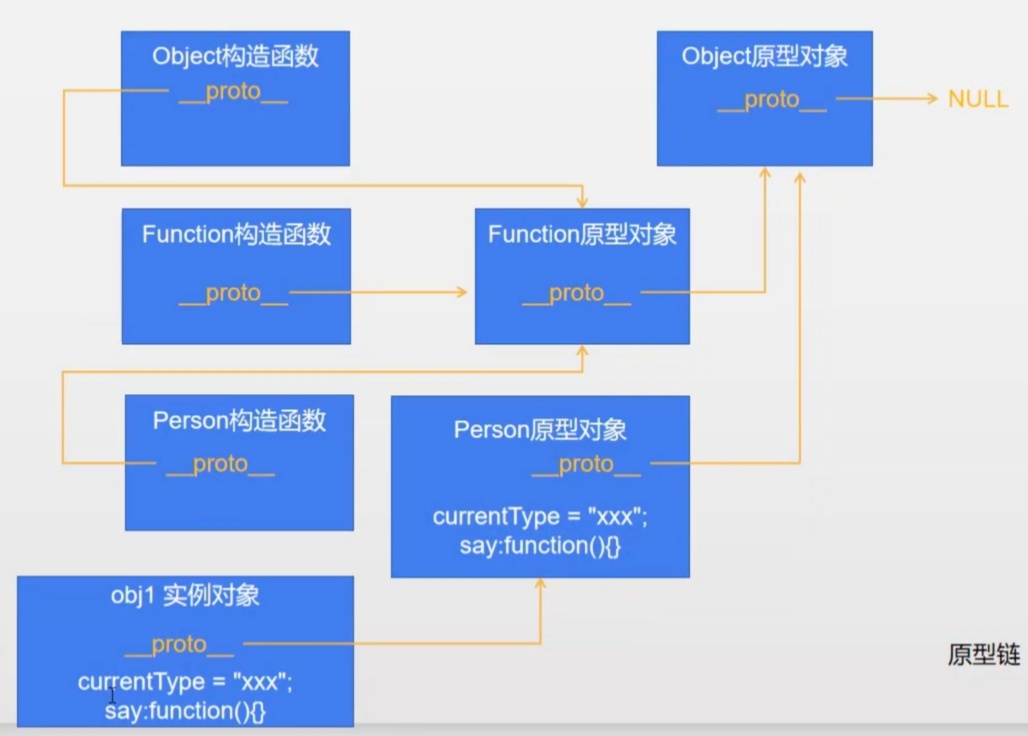 Object构造函数
__proto__
Object原型对象
__proto__
NULL
Function构造函数
__proto__
Function原型对象
__proto__
Person构造函数
__proto__
Person原型对象
__proto__
currentType = "xxx";
say:function(){}
obj1 实例对象
__proto__
currentType = "xxx";
say:function(){}
原型链